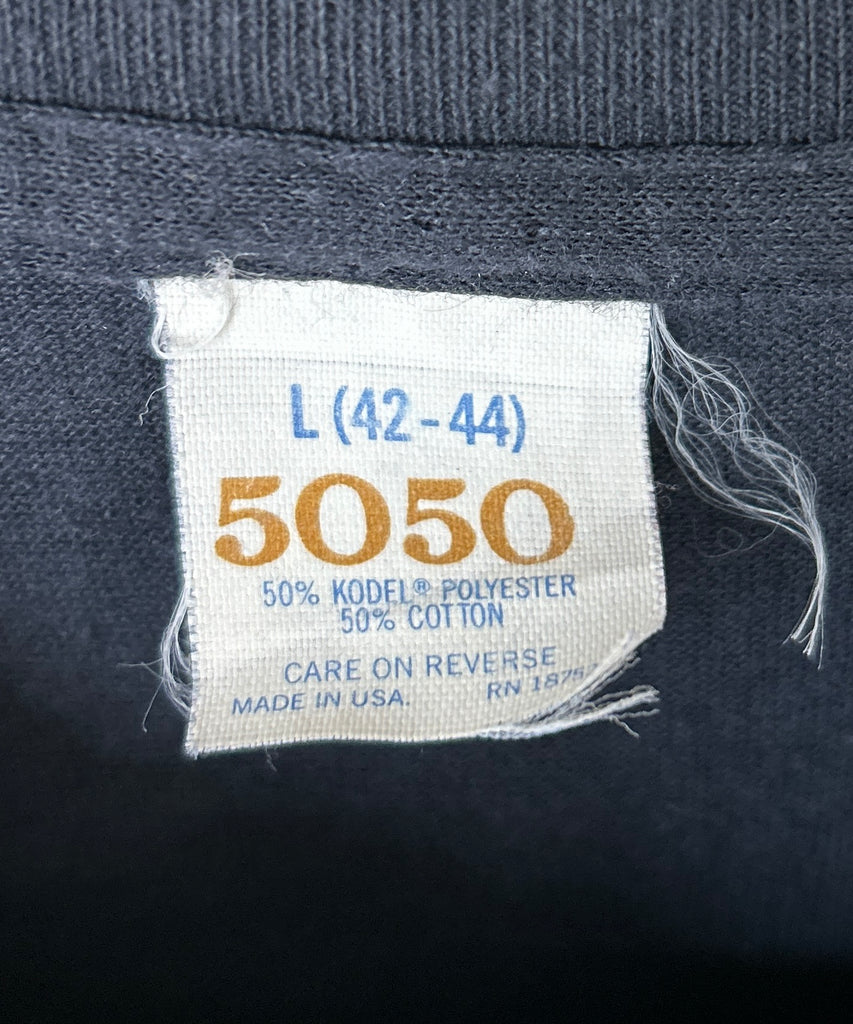 L (42-44)
5050
50% KODEL® POLYESTER
50% COTTON
CARE ON REVERSE
MADE IN USA.
RN